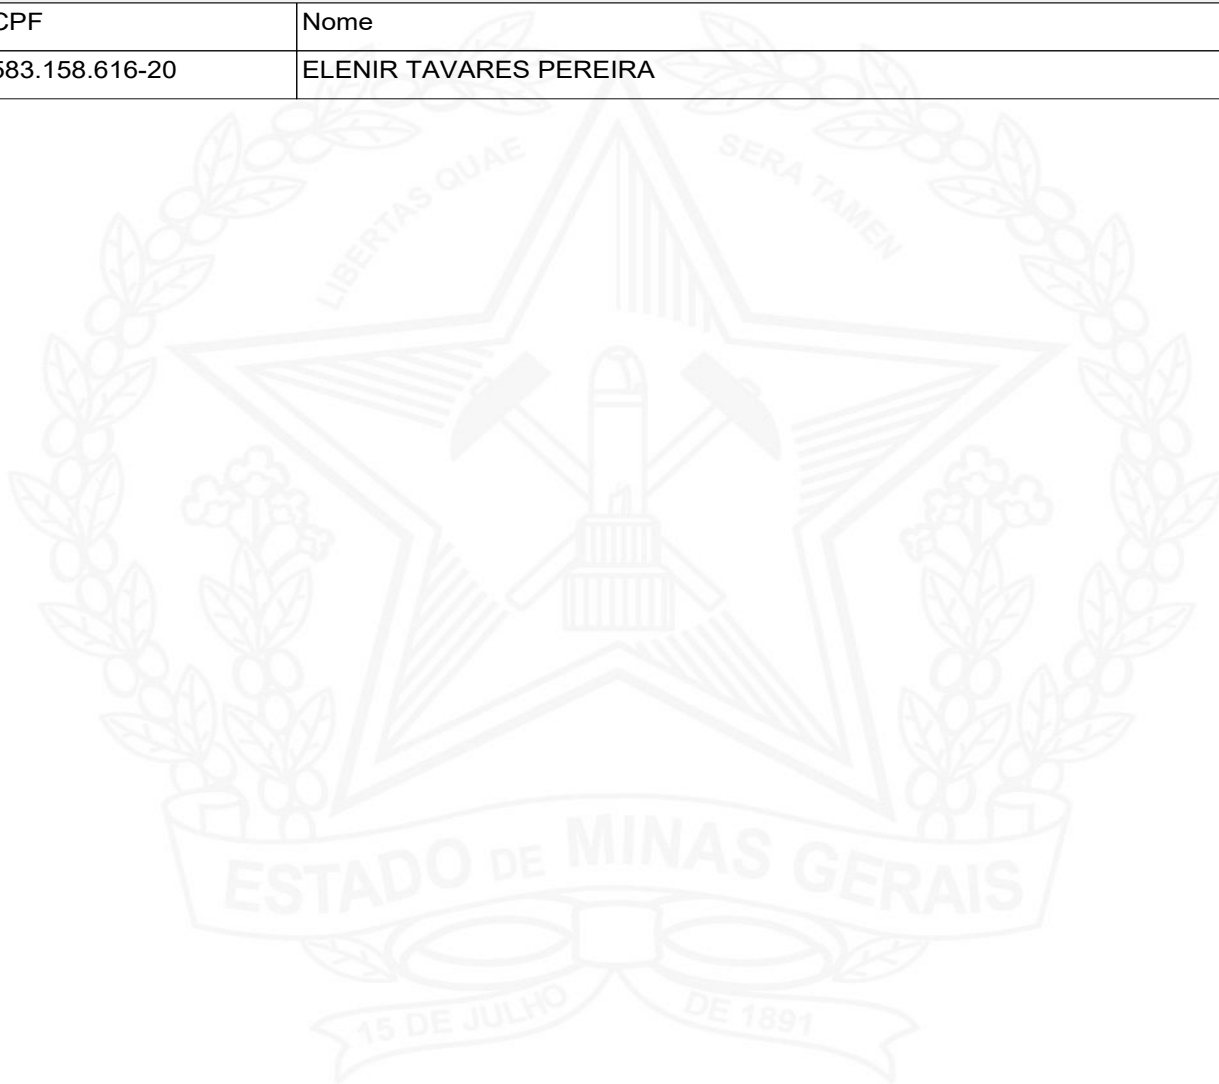 CPF Nome
583.158.616-20 ELENIR TAVARES PEREIRA
LIBERTAS QUAE SERA TAMEN
ESTADO DE MINAS GERAIS
15 DE JULHO DE 1891